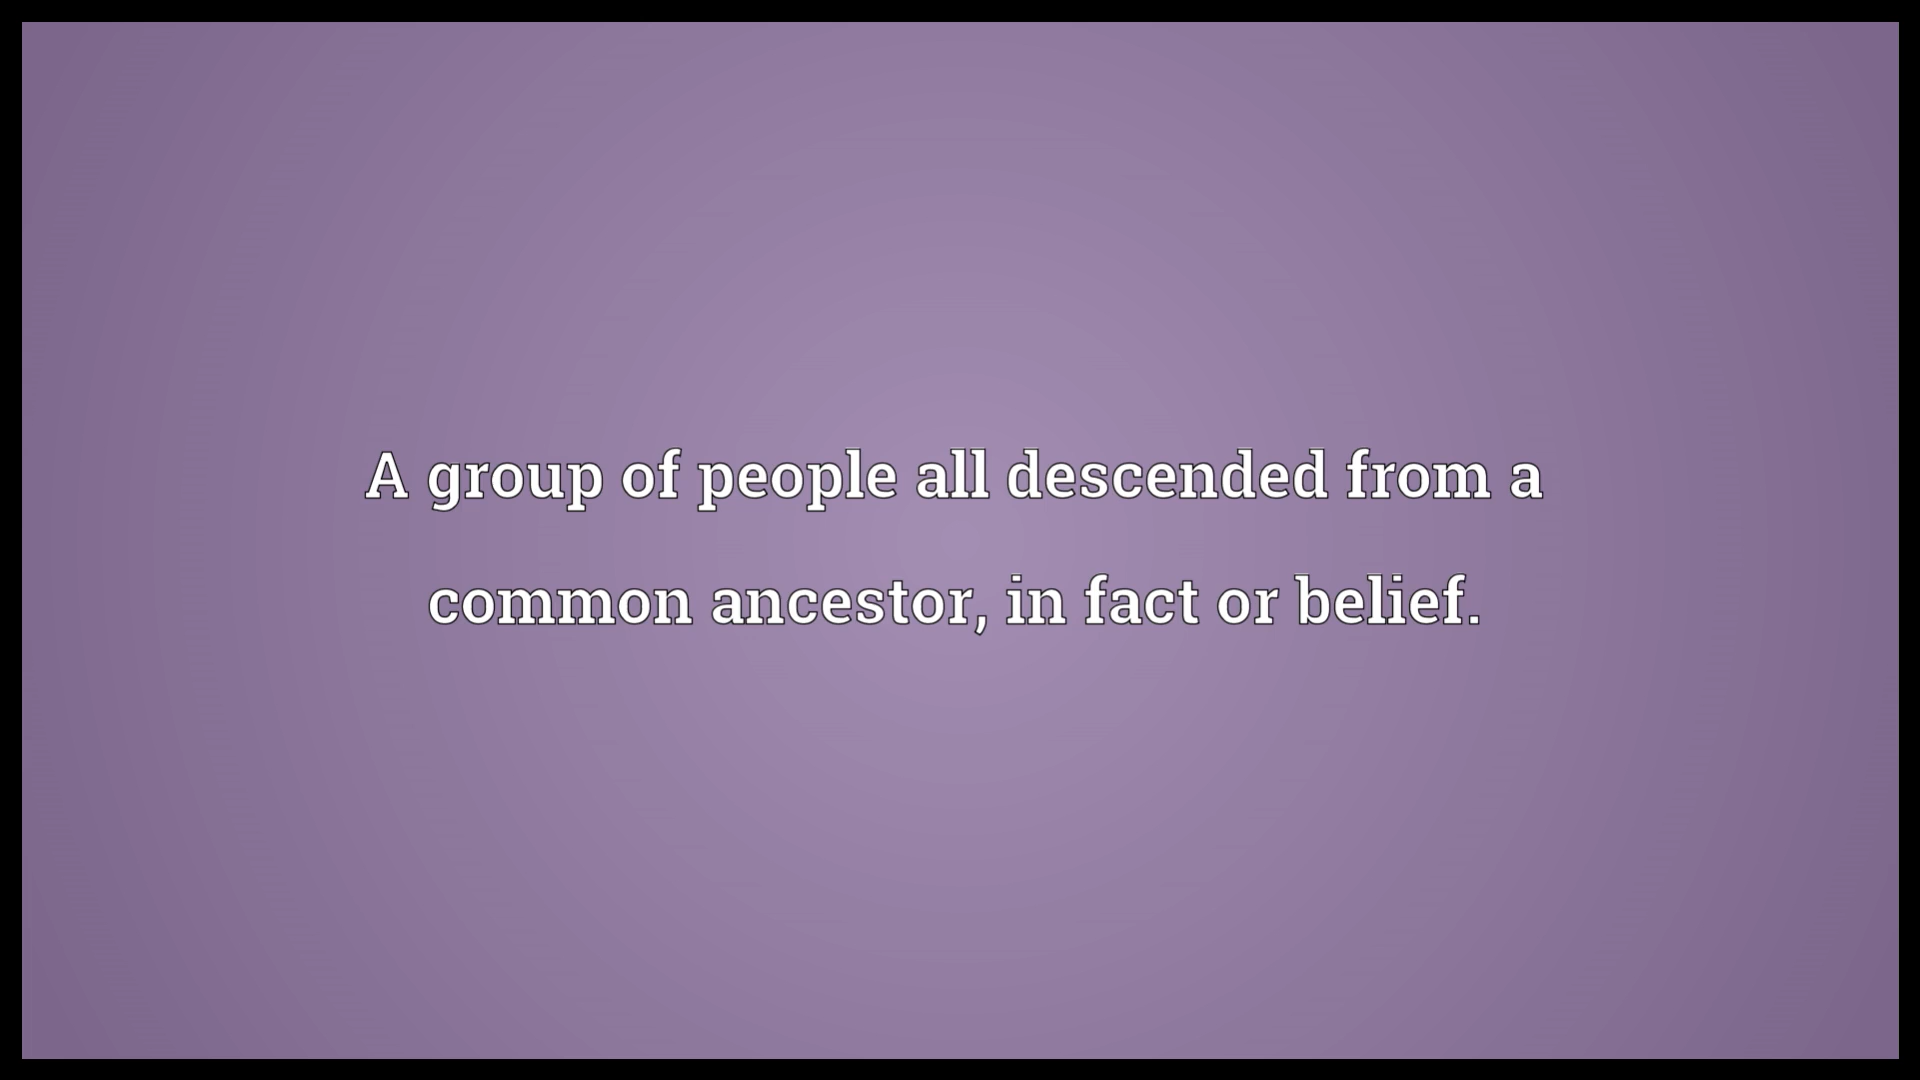 A group of people all descended from a
common ancestor, in fact or belief.